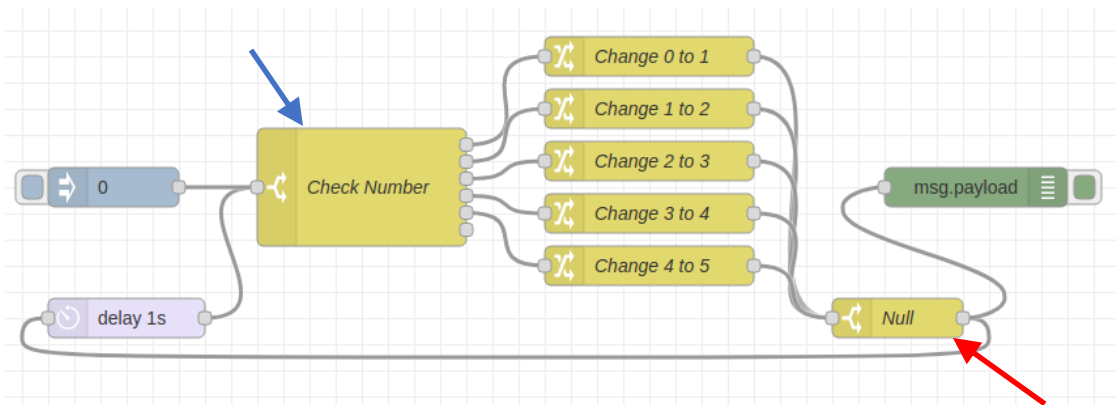 Change 0 to 1
Change 1 to 2
0
Check Number
Change 2 to 3
msg.payload
Change 3 to 4
Change 4 to 5
delay 1s
Null